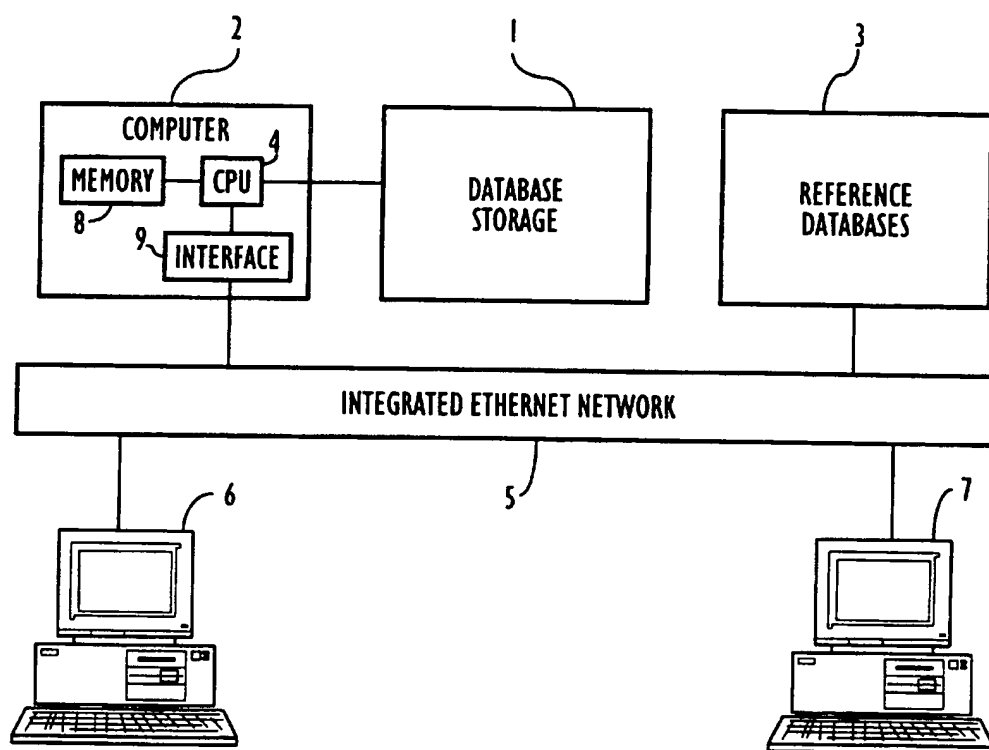 2
1
3
COMPUTER
4
MEMORY
CPU
8
9
INTERFACE
DATABASE
STORAGE
REFERENCE
DATABASES
INTEGRATED ETHERNET NETWORK
6
5
7